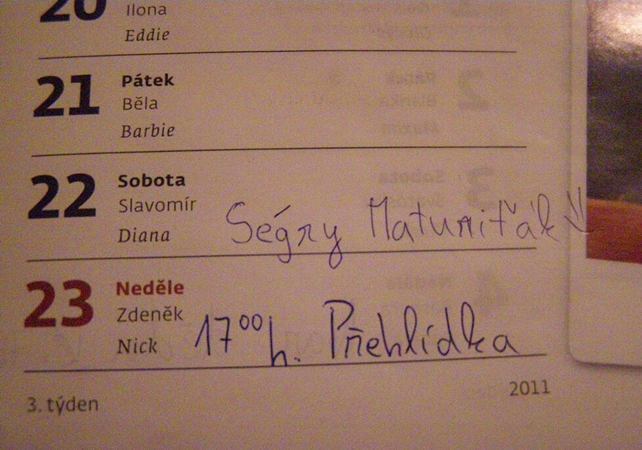 20 Ilona
Eddie
21 Pátek
Běla
Barbie
22 Sobota
Slavomír
Diana
Ségry Maturiťák
23 Neděle
Zdeněk
Nick
17⁰⁰ h. Přehlídka
3. týden
2011